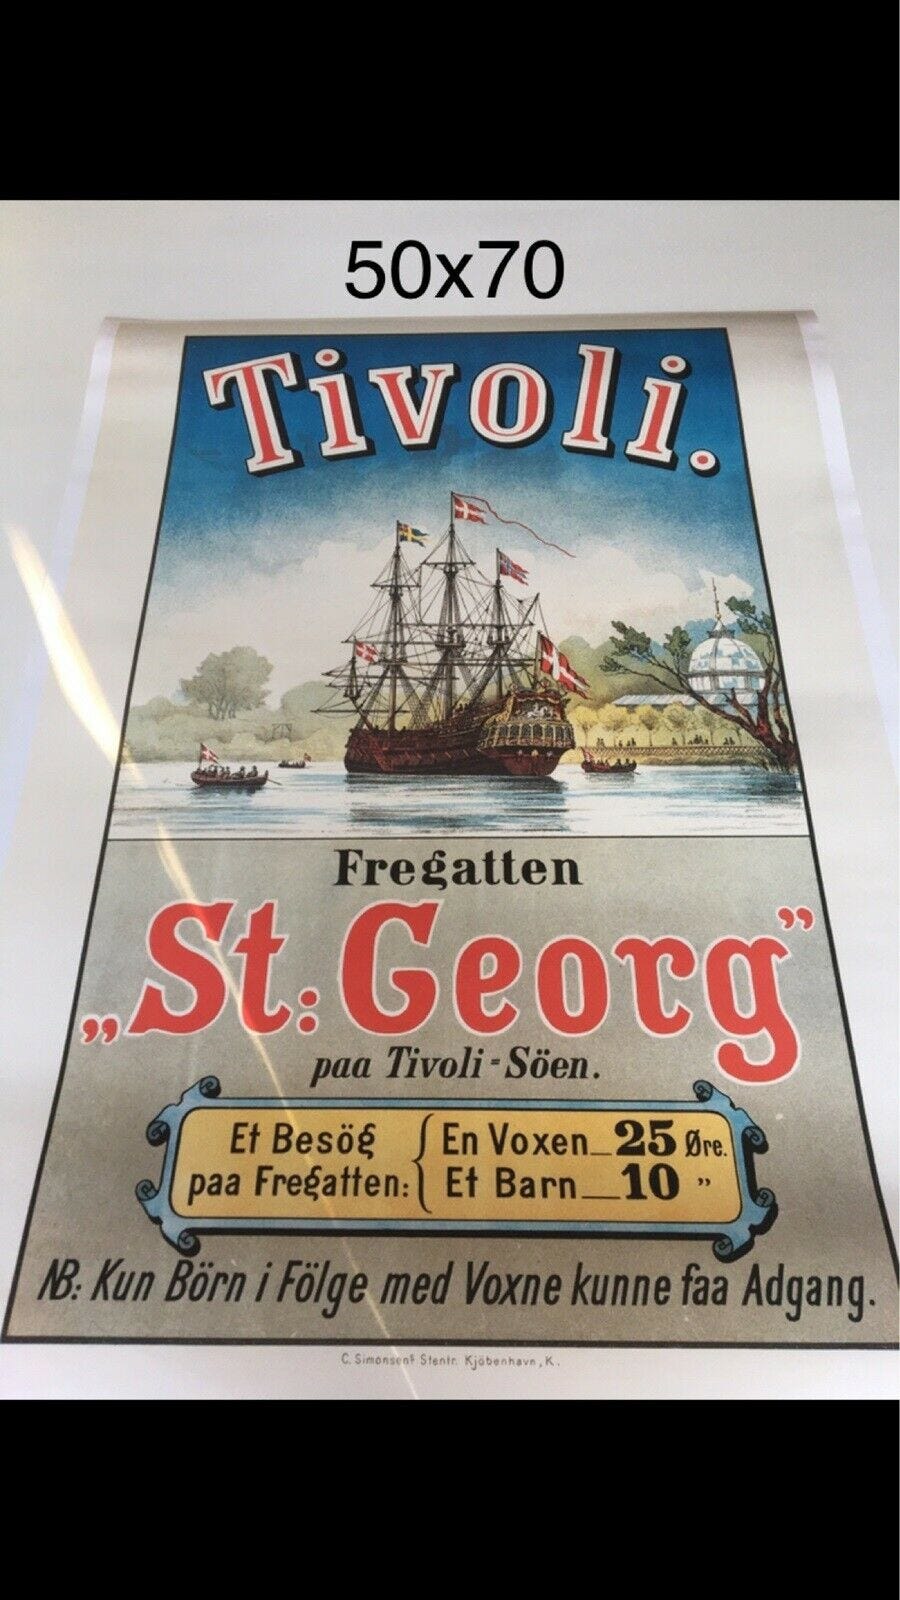 50x70
Tivoli.
Fregatten
„St: Georg”
paa Tivoli-Söen.
Et Besög
paa Fregatten:
En Voxen 25 Øre.
Et Barn 10 ”
NB: Kun Börn i Fölge med Voxne kunne faa Adgang.
C. Simonsens Stentr. Kjöbenhavn, K.